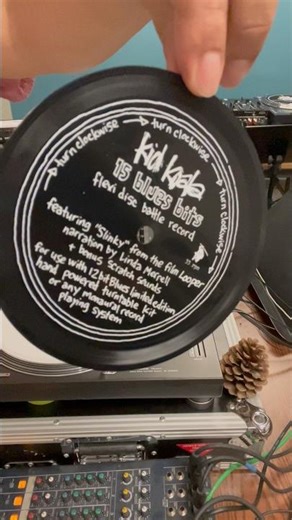 turn clockwise
turn clockwise
turn clockwise
kid koala
15 blues bits
flexi disc battle record
featuring "Slinky" from the film Looper
narration by Linda Morrell
+ bonus scratch sounds
for use with 12 bit Blues limited edition
hand powered turntable kit
or any monaural record
playing system